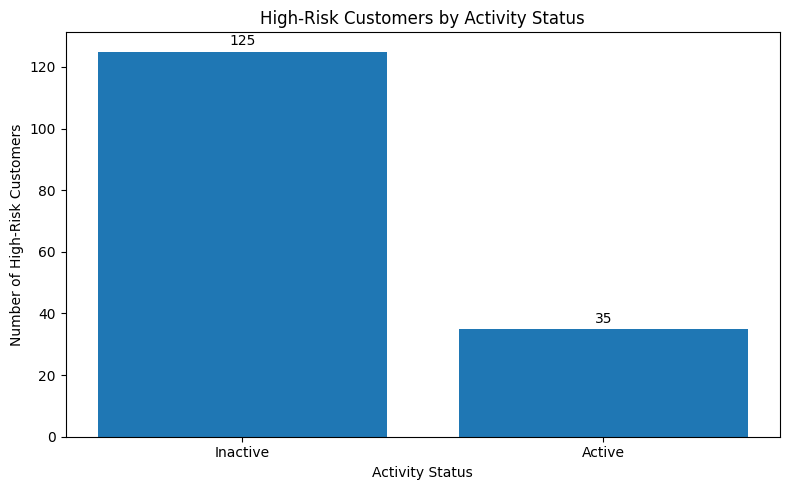 High-Risk Customers by Activity Status
Number of High-Risk Customers
120
100
80
60
40
20
0
125
35
Inactive
Active
Activity Status